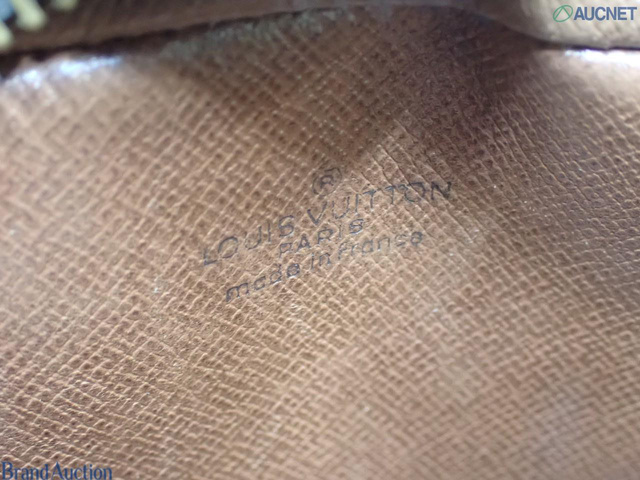 AUCNET
®
LOUIS VUITTON
PARIS
made in france
Brand Auction